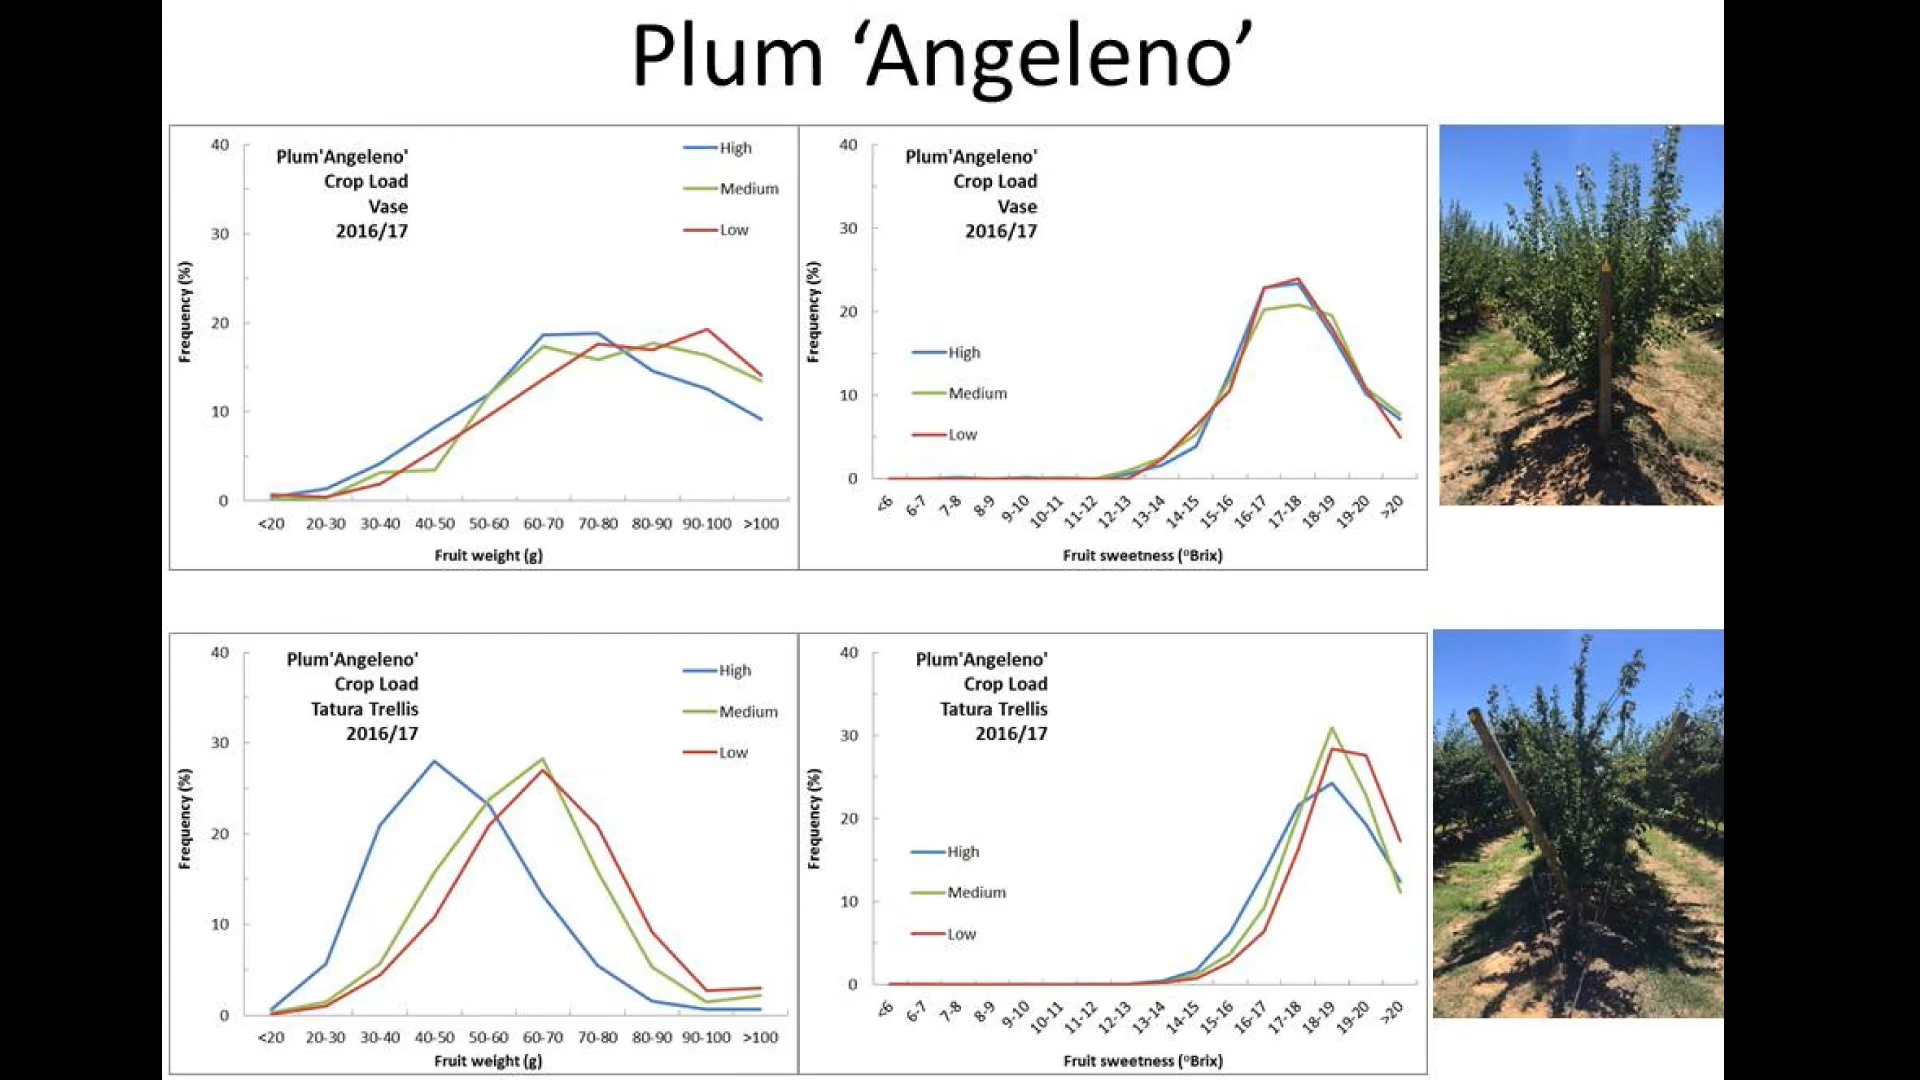 Plum ‘Angeleno’
Plum'Angeleno'
Crop Load
Vase
2016/17
High
Medium
Low
40
30
20
10
0
Frequency (%)
<20 20-30 30-40 40-50 50-60 60-70 70-80 80-90 90-100 >100
Fruit weight (g)
Plum'Angeleno'
Crop Load
Vase
2016/17
High
Medium
Low
40
30
20
10
0
Frequency (%)
<6 6-7 7-8 8-9 9-10 10-11 11-12 12-13 13-14 14-15 15-16 16-17 17-18 18-19 19-20 >20
Fruit sweetness (ºBrix)
Plum'Angeleno'
Crop Load
Tatura Trellis
2016/17
High
Medium
Low
40
30
20
10
0
Frequency (%)
<20 20-30 30-40 40-50 50-60 60-70 70-80 80-90 90-100 >100
Fruit weight (g)
Plum'Angeleno'
Crop Load
Tatura Trellis
2016/17
High
Medium
Low
40
30
20
10
0
Frequency (%)
<6 6-7 7-8 8-9 9-10 10-11 11-12 12-13 13-14 14-15 15-16 16-17 17-18 18-19 19-20 >20
Fruit sweetness (ºBrix)